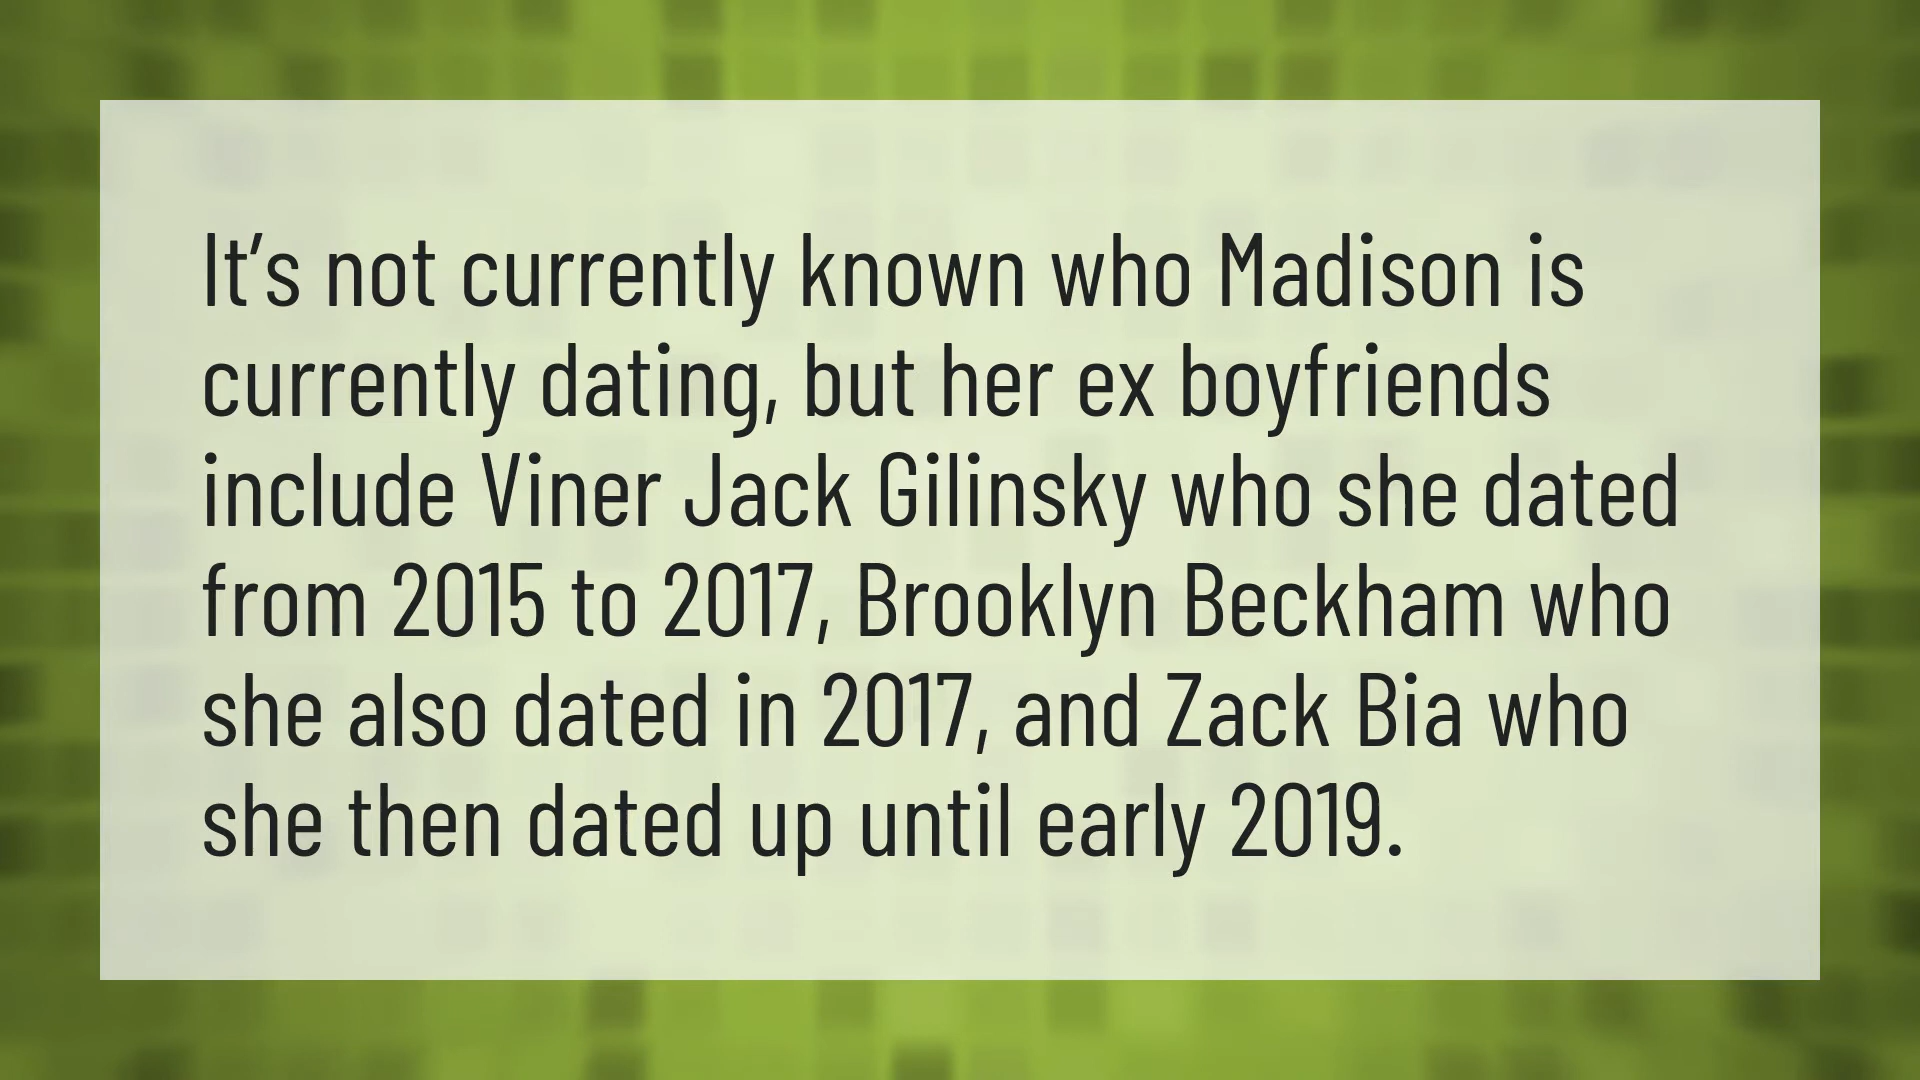 It’s not currently known who Madison is
currently dating, but her ex boyfriends
include Viner Jack Gilinsky who she dated
from 2015 to 2017, Brooklyn Beckham who
she also dated in 2017, and Zack Bia who
she then dated up until early 2019.